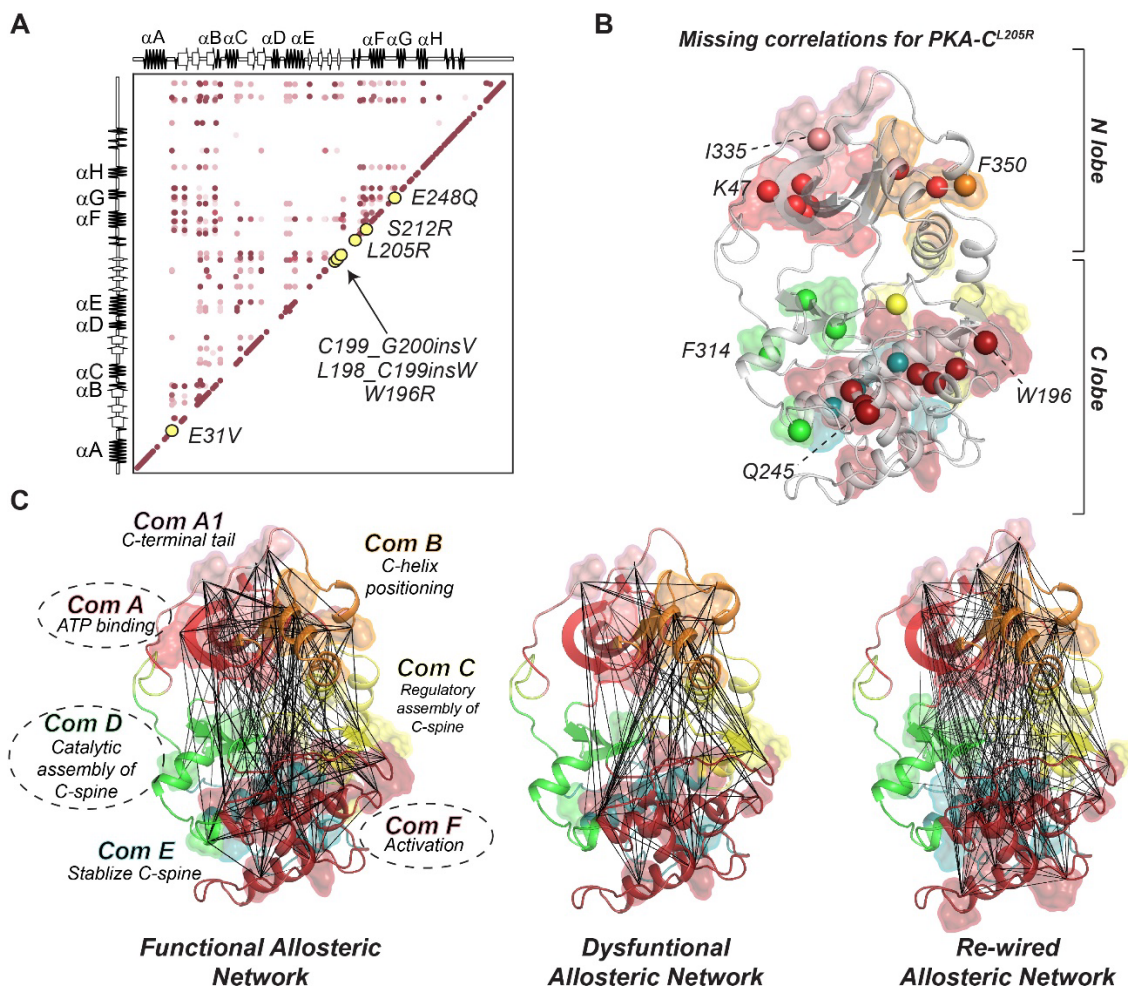 A
αA
αB
αC
αD
αE
αF
αG
αH
αH
αG
αF
αE
αD
αC
αB
αA
E248Q
S212R
L205R
C199_G200insV
L198_C199insW
W196R
E31V
B
Missing correlations for PKA-C^L205R
I335
K47
F350
F314
W196
Q245
N lobe
C lobe
C
Com A1
C-terminal tail
Com A
ATP binding
Com B
C-helix
positioning
Com C
Regulatory
assembly of
C-spine
Com D
Catalytic
assembly of
C-spine
Com E
Stablize C-spine
Com F
Activation
Functional Allosteric
Network
Dysfuntional
Allosteric Network
Re-wired
Allosteric Network